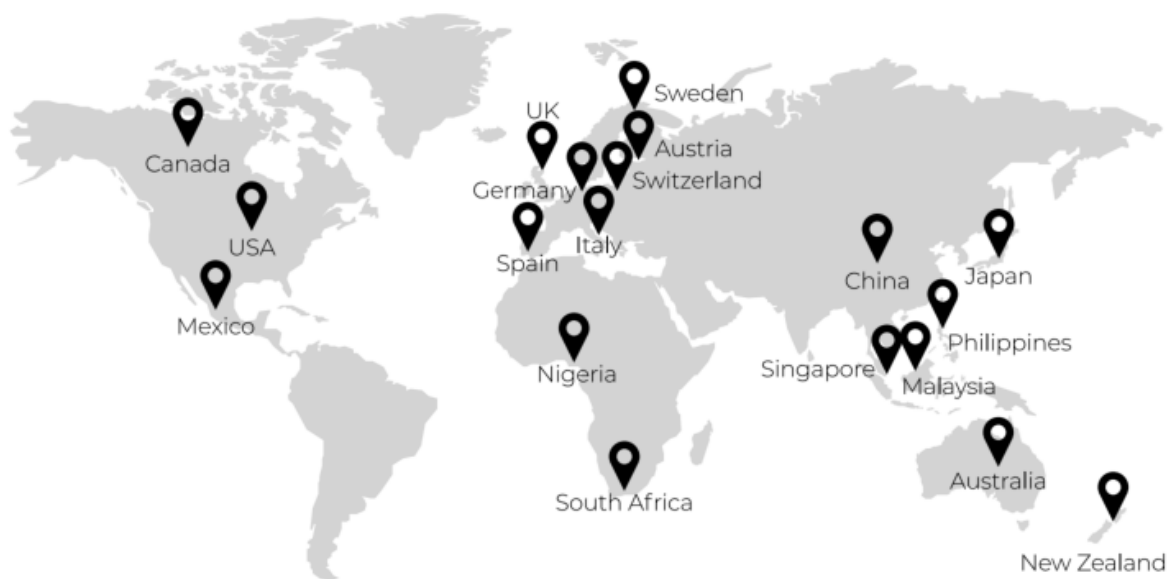 Sweden
UK
Austria
Canada
Germany
Switzerland
USA
Italy
Spain
China
Japan
Mexico
Philippines
Singapore
Nigeria
Malaysia
Australia
South Africa
New Zealand